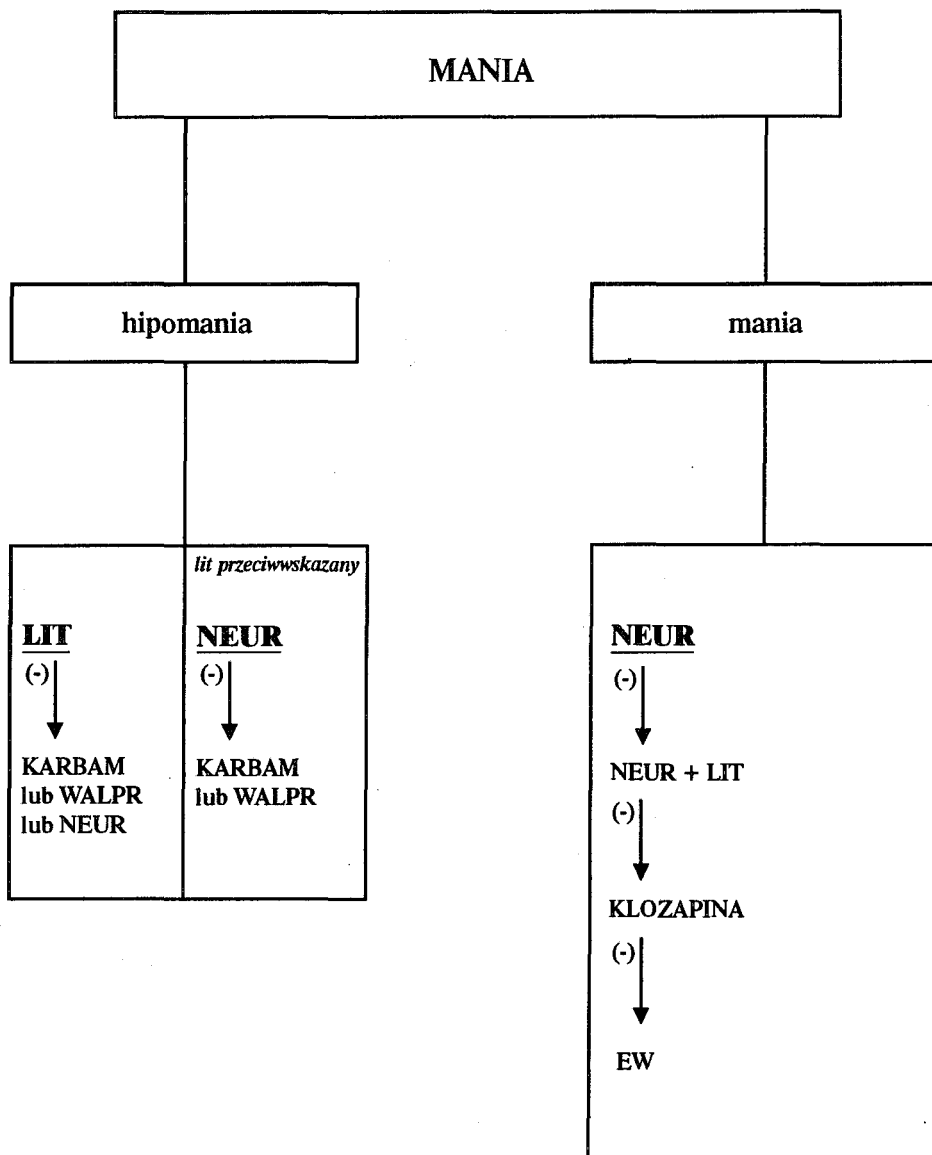 MANIA
hipomania
mania
lit przeciwwskazany
LIT
(-)
KARBAM
lub WALPR
lub NEUR
NEUR
(-)
KARBAM
lub WALPR
NEUR
(-)
NEUR + LIT
(-)
KLOZAPINA
(-)
EW